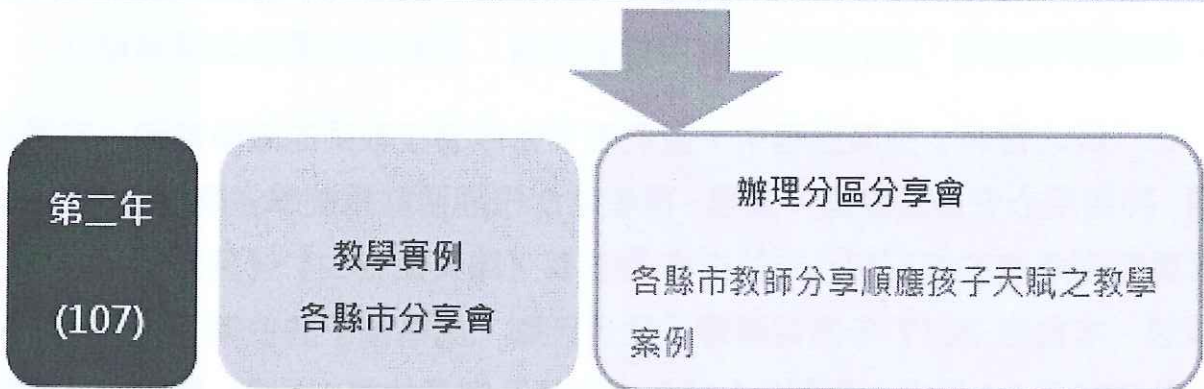 第二年
(107)
教學實例
各縣市分享會
辦理分區分享會
各縣市教師分享順應孩子天賦之教學
案例